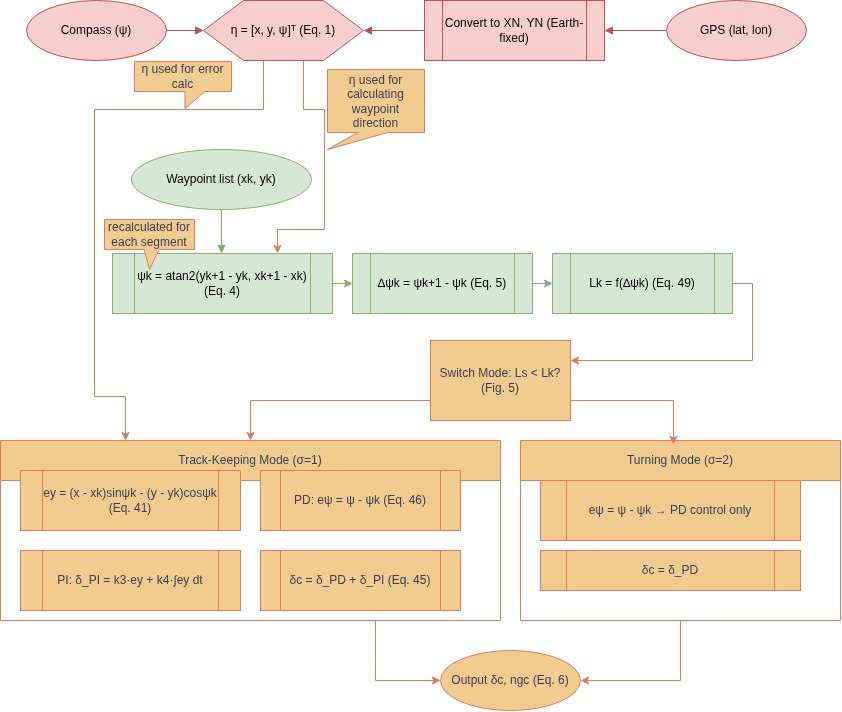 Compass (ψ)
η = [x, y, ψ]ᵀ (Eq. 1)
Convert to XN, YN (Earth-
fixed)
GPS (lat, lon)
η used for error
calc
η used for
calculating
waypoint
direction
Waypoint list (xk, yk)
recalculated for
each segment
ψk = atan2(yk+1 - yk, xk+1 - xk)
(Eq. 4)
Δψk = ψk+1 - ψk (Eq. 5)
Lk = f(Δψk) (Eq. 49)
Switch Mode: Ls < Lk?
(Fig. 5)
Track-Keeping Mode (σ=1)
Turning Mode (σ=2)
ey = (x - xk)sinψk - (y - yk)cosψk
(Eq. 41)
PD: eψ = ψ - ψk (Eq. 46)
eψ = ψ - ψk → PD control only
PI: δ_PI = k3·ey + k4·∫ey dt
δc = δ_PD + δ_PI (Eq. 45)
δc = δ_PD
Output δc, ngc (Eq. 6)